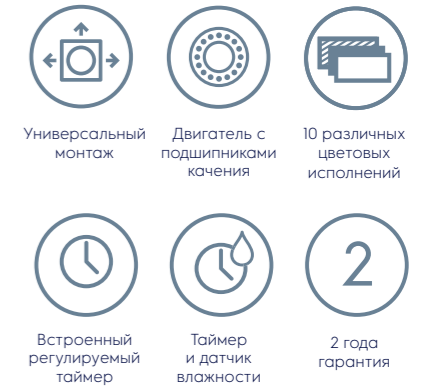 Универсальный
монтаж
Двигатель с
подшипниками
качения
10 различных
цветовых
исполнений
2
Встроенный
регулируемый
таймер
Таймер
и датчик
влажности
2 года
гарантия